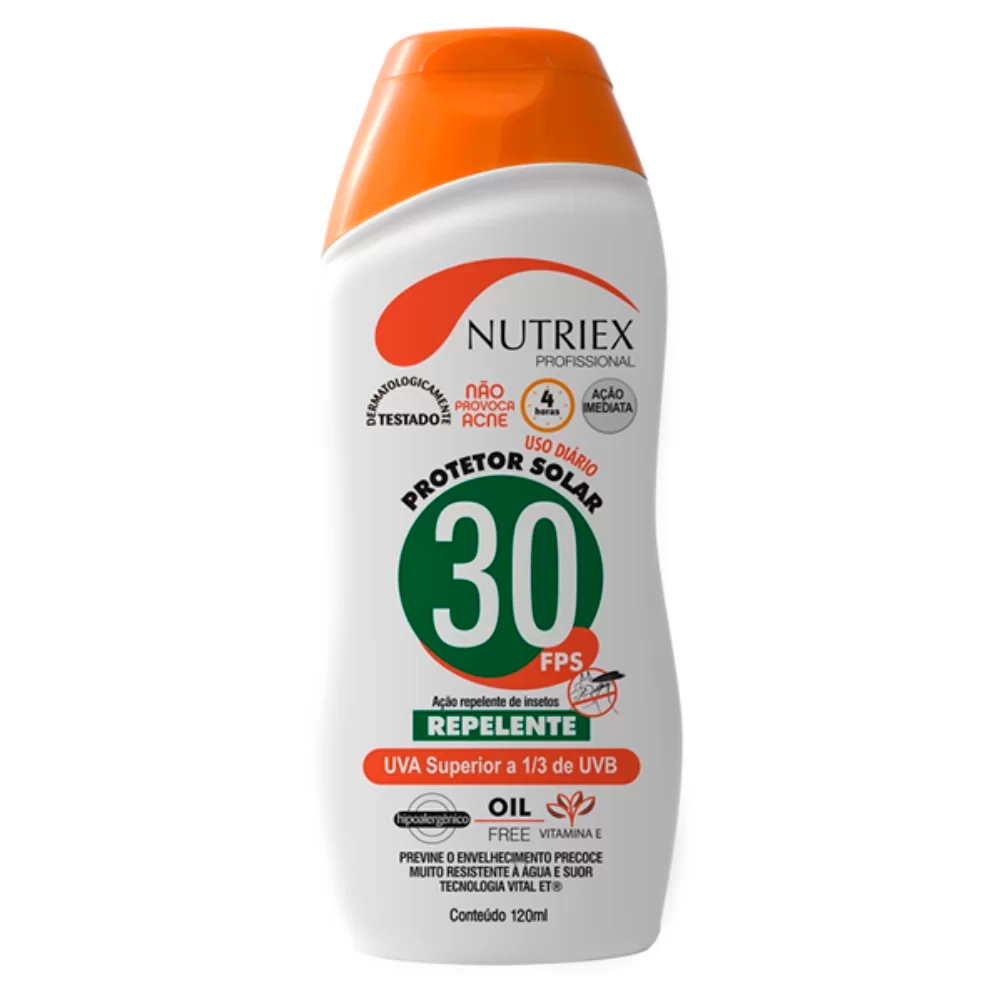 NUTRIEX
PROFISSIONAL
DERMATOLOGICAMENTE
TESTADO
NÃO
PROVOCA
ACNE
4
horas
AÇÃO
IMEDIATA
USO DIÁRIO
PROTETOR SOLAR
30
FPS
Ação repelente de insetos
REPELENTE
UVA Superior a 1/3 de UVB
hipoalergênico
OIL
FREE
VITAMINA E
PREVINE O ENVELHECIMENTO PRECOCE
MUITO RESISTENTE À ÁGUA E SUOR
TECNOLOGIA VITAL ET®
Conteúdo 120ml